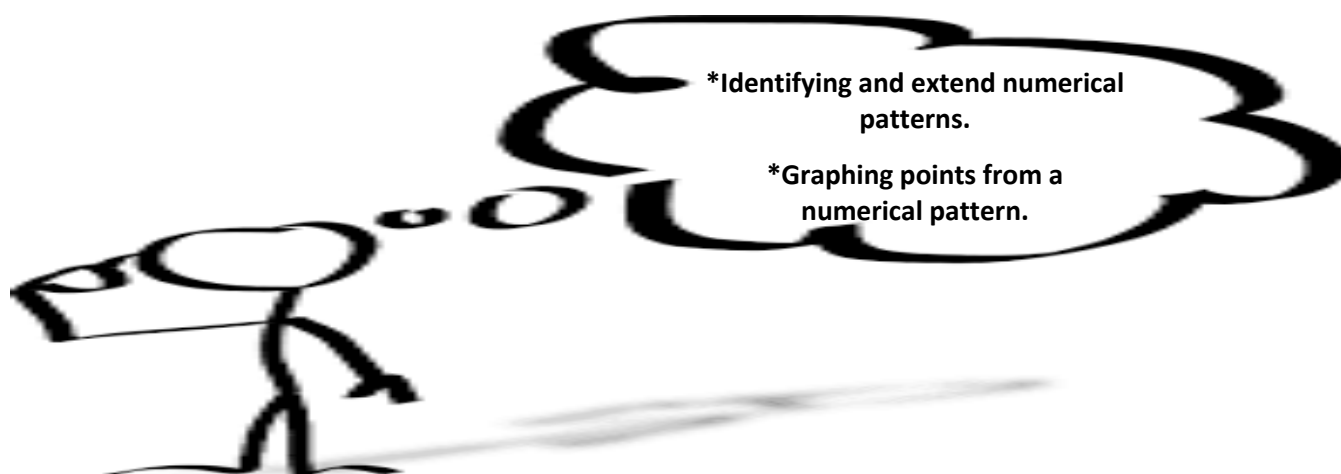 *Identifying and extend numerical
patterns.
*Graphing points from a
numerical pattern.